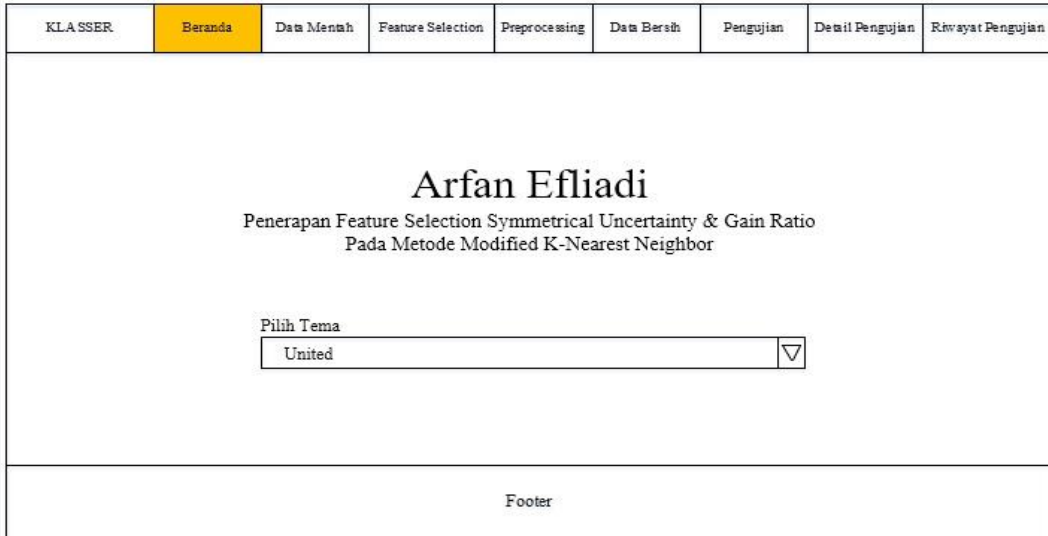 KLASSER Beranda Data Mentah Feature Selection Preprocessing Data Bersih Pengujian Detail Pengujian Riwayat Pengujian
Arfan Efliadi
Penerapan Feature Selection Symmetrical Uncertainty & Gain Ratio
Pada Metode Modified K-Nearest Neighbor
Pilih Tema
United
Footer